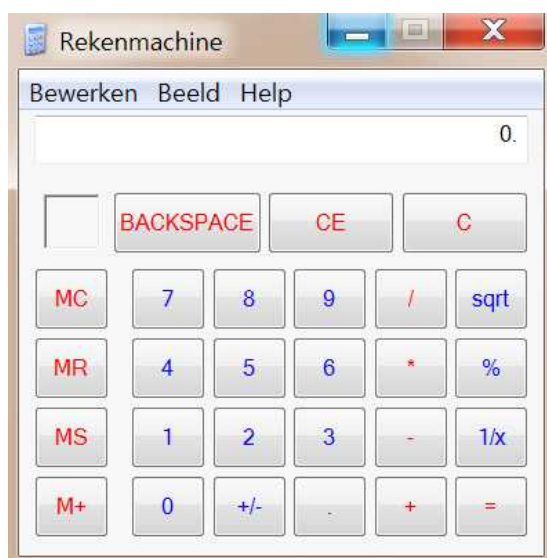 Rekenmachine
Bewerken Beeld Help
0.
BACKSPACE CE C
MC 7 8 9 / sqrt
MR 4 5 6 * %
MS 1 2 3 - 1/x
M+ 0 +/- . + =